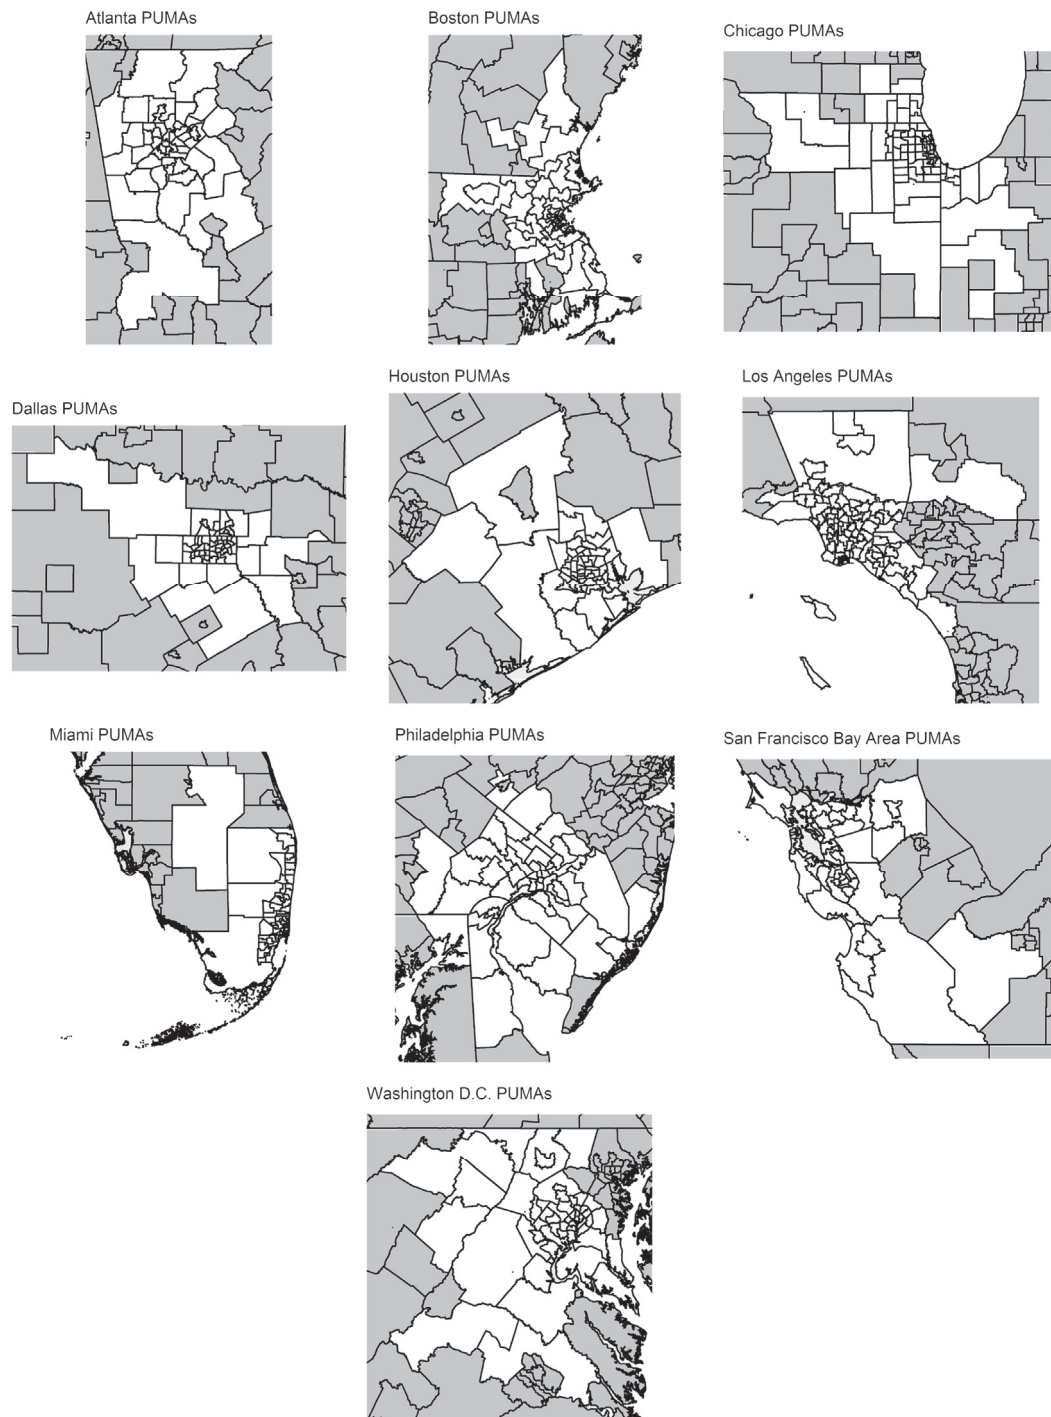 Atlanta PUMAs
Boston PUMAs
Chicago PUMAs
Dallas PUMAs
Houston PUMAs
Los Angeles PUMAs
Miami PUMAs
Philadelphia PUMAs
San Francisco Bay Area PUMAs
Washington D.C. PUMAs